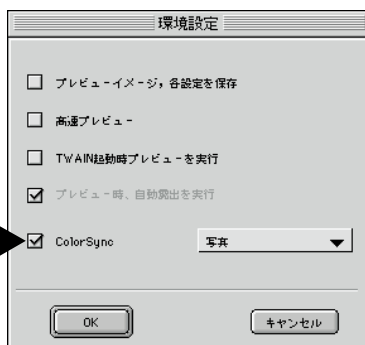 環境設定
プレビューイメージ，各設定を保存
高速プレビュー
TWAIN起動時プレビューを実行
プレビュー時、自動露出を実行
ColorSync 写真
OK キャンセル